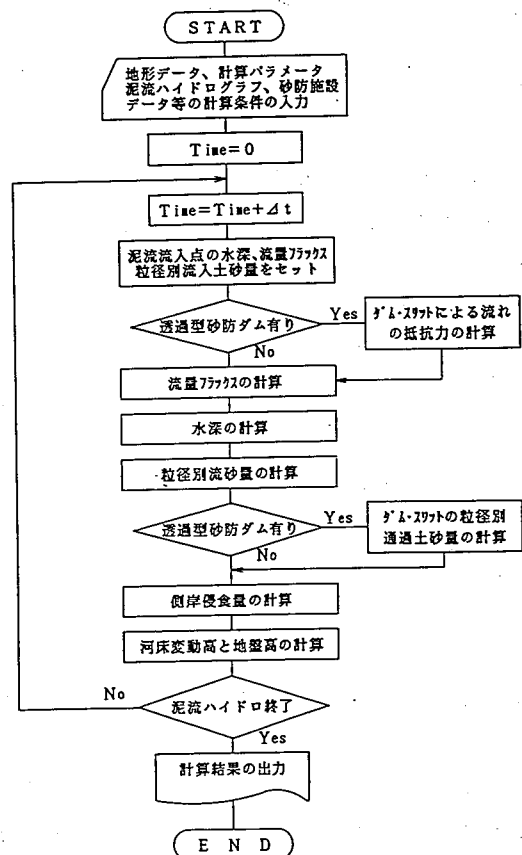 START
地形データ、計算パラメータ
泥流ハイドログラフ、砂防施設
データ等の計算条件の入力
Time=0
Time=Time+Δt
泥流流入点の水深、流量フラックス
粒径別流入土砂量をセット
透過型砂防ダム有り
Yes
ダム・スリットによる流れ
の抵抗力の計算
No
流量フラックスの計算
水深の計算
粒径別流砂量の計算
透過型砂防ダム有り
Yes
ダム・スリットの粒径別
通過土砂量の計算
No
側岸侵食量の計算
河床変動高と地盤高の計算
No
泥流ハイドロ終了
Yes
計算結果の出力
END